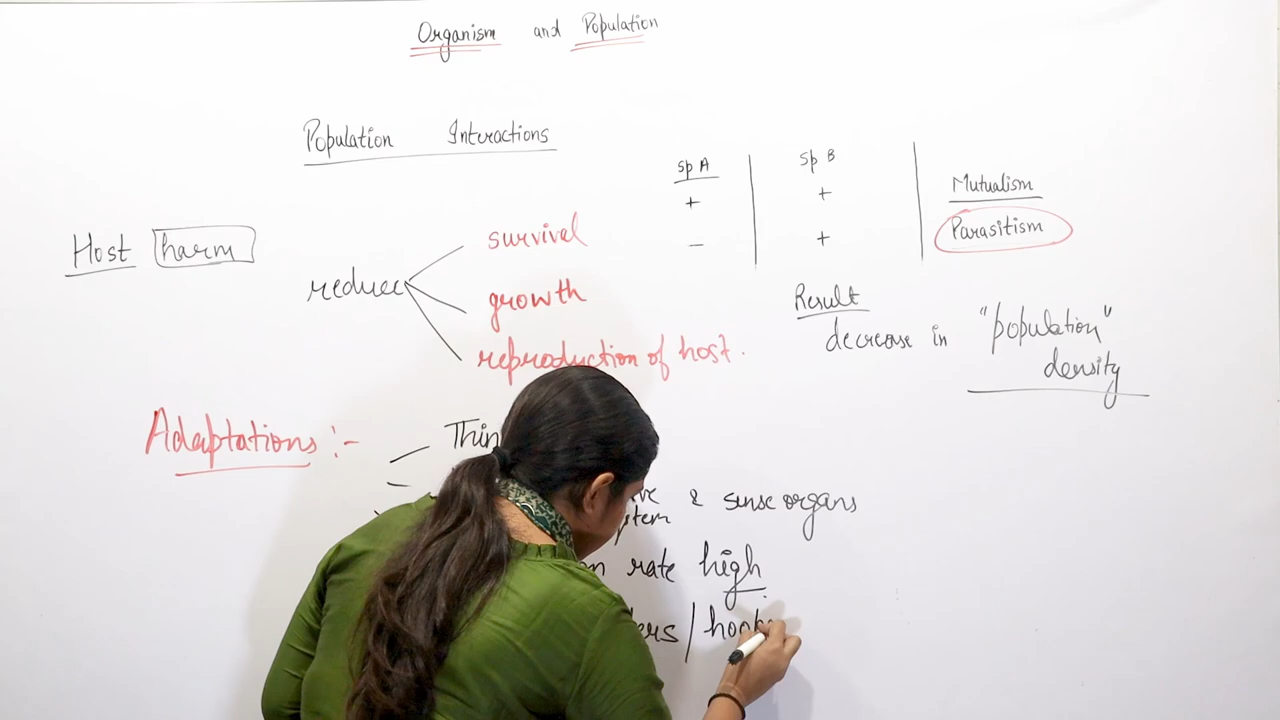 Organism and Population
Population Interactions
Sp A Sp B
+ + Mutualism
- + Parasitism
Host harm
reduce
survival
growth
reproduction of host.
Result
decrease in "population"
density
Adaptations :-
Thin
& sense organs
rate high